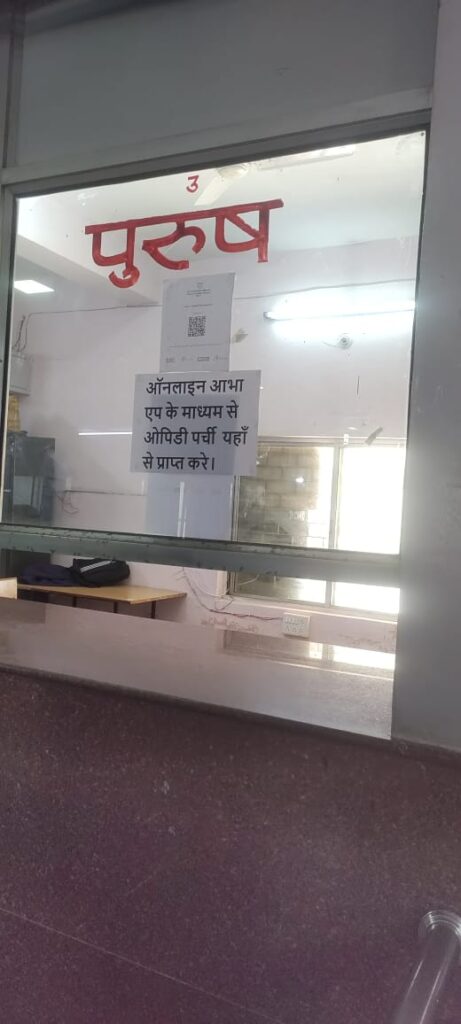 3
पुरुष
ऑनलाइन आभा
एप के माध्यम से
ओपिडी पर्ची यहाँ
से प्राप्त करे।